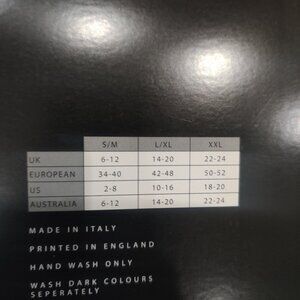 S/M L/XL XXL
UK 6-12 14-20 22-24
EUROPEAN 34-40 42-48 50-52
US 2-8 10-16 18-20
AUSTRALIA 6-12 14-20 22-24
MADE IN ITALY
PRINTED IN ENGLAND
HAND WASH ONLY
WASH DARK COLOURS
SEPERATELY